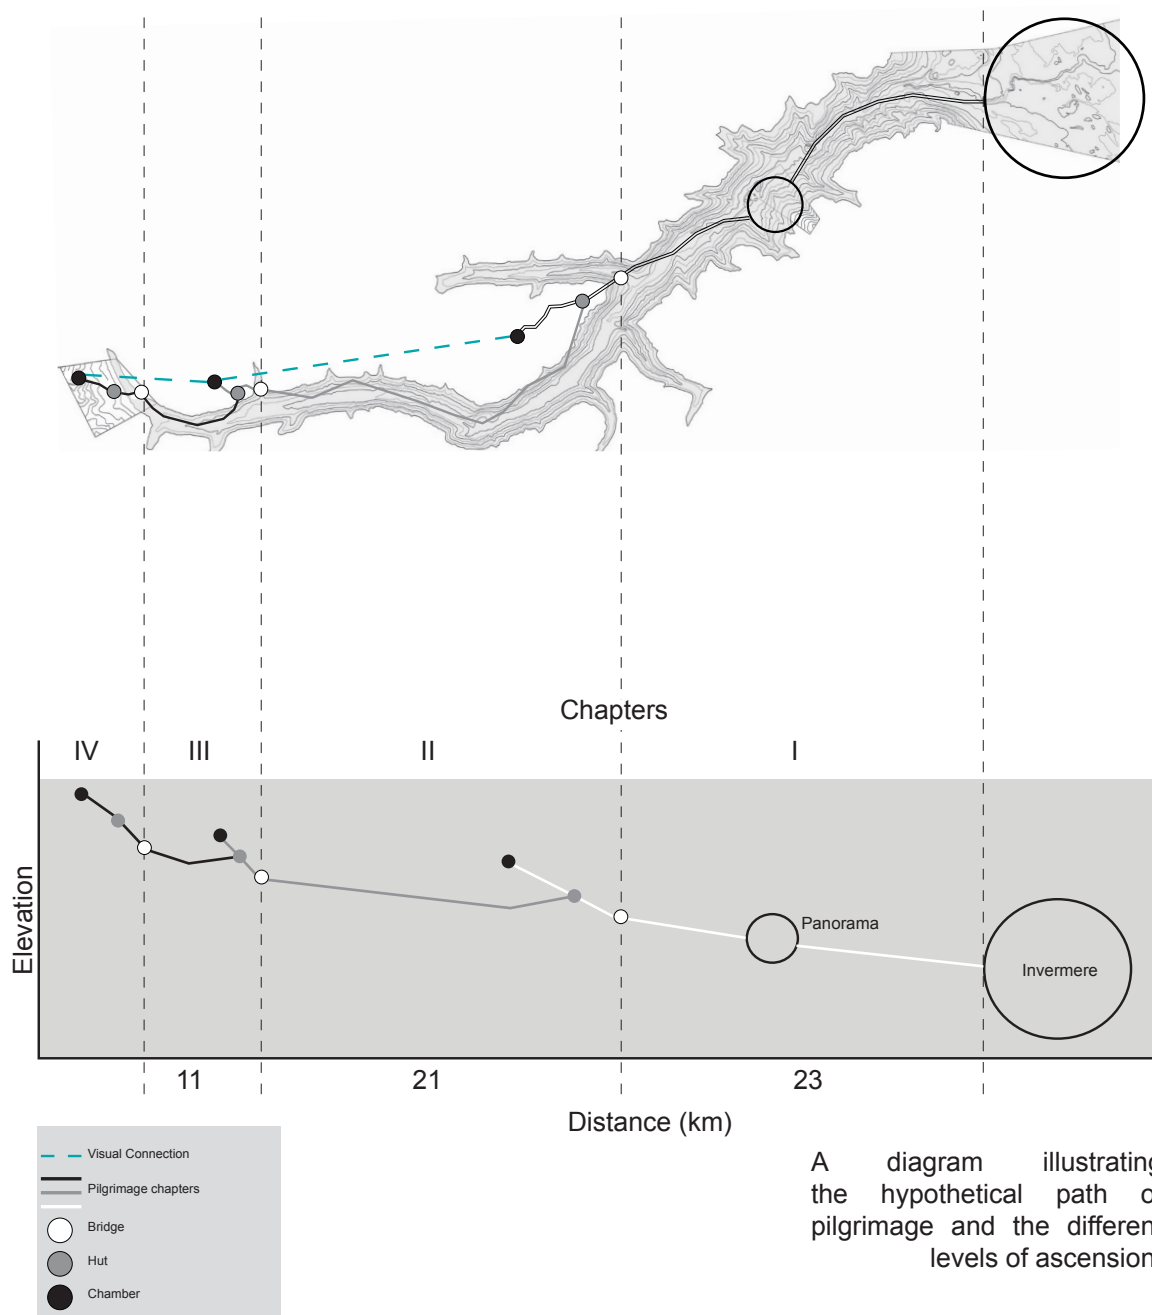 Chapters
IV III II I
Elevation
Panorama
Invermere
11 21 23
Distance (km)
Visual Connection
Pilgrimage chapters
Bridge
Hut
Chamber
A diagram illustrating
the hypothetical path o
pilgrimage and the differen
levels of ascension